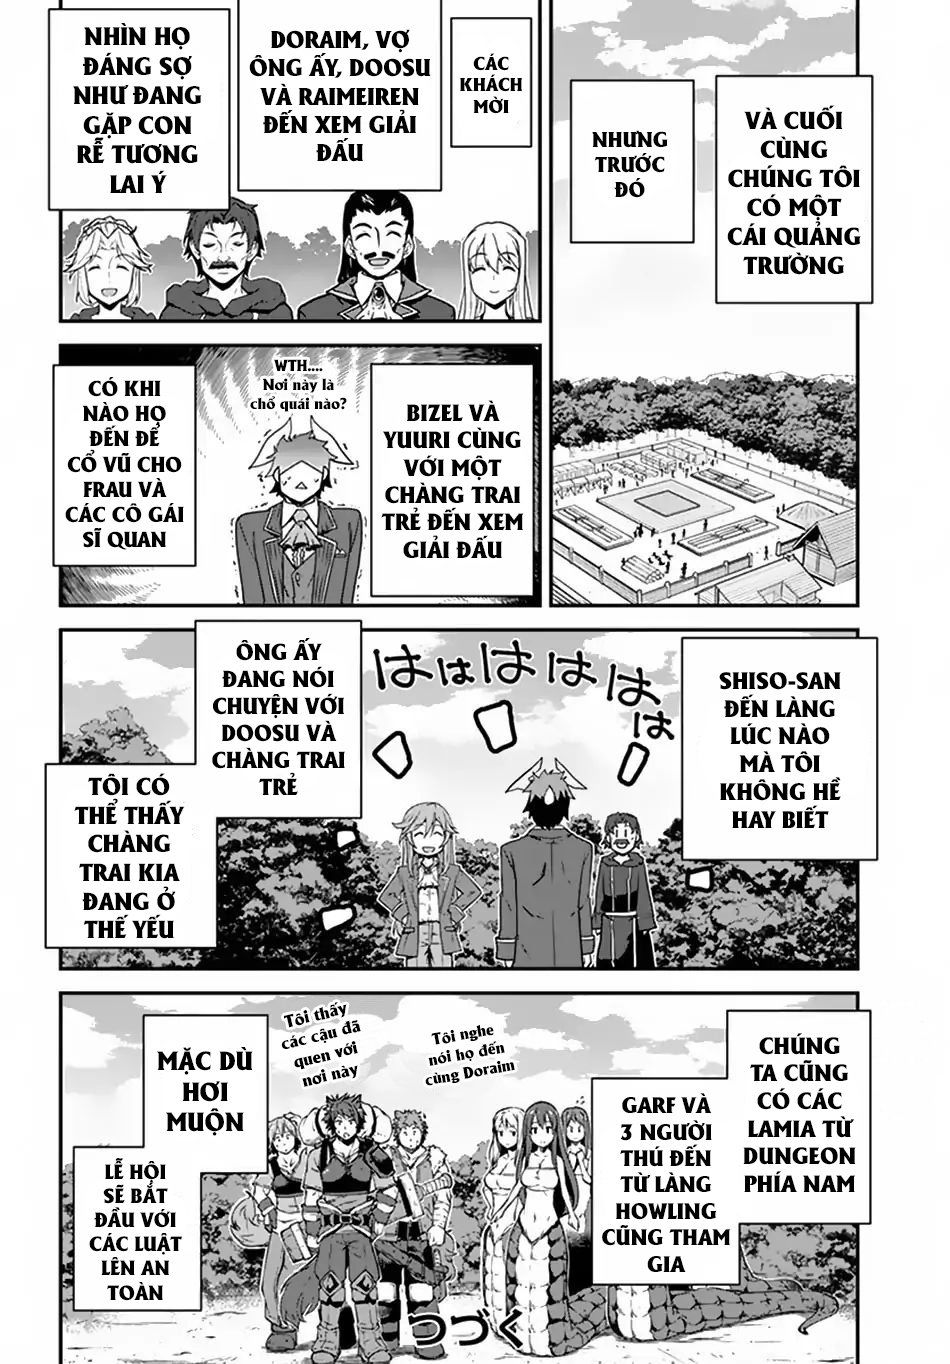 VÀ CUỐI
CÙNG
CHÚNG TÔI
CÓ MỘT
CÁI QUẢNG
TRƯỜNG
NHƯNG
TRƯỚC
ĐÓ
CÁC
KHÁCH
MỜI
DORAIM, VỢ
ÔNG ẤY, DOOSU
VÀ RAIMEIREN
ĐẾN XEM GIẢI
ĐẤU
NHÌN HỌ
ĐÁNG SỢ
NHƯ ĐANG
GẶP CON
RỄ TƯƠNG
LAI Ý
BIZEL VÀ
YUURI CÙNG
VỚI MỘT
CHÀNG TRAI
TRẺ ĐẾN XEM
GIẢI ĐẤU
WTH....
Nơi này là
chổ quái nào?
CÓ KHI
NÀO HỌ
ĐẾN ĐỂ
CỔ VŨ CHO
FRAU VÀ
CÁC CÔ GÁI
SĨ QUAN
SHISO-SAN
ĐẾN LÀNG
LÚC NÀO
MÀ TÔI
KHÔNG HỀ
HAY BIẾT
ははははは
は
ÔNG ẤY
ĐANG NÓI
CHUYỆN VỚI
DOOSU VÀ
CHÀNG TRAI
TRẺ
TÔI CÓ
THỂ THẤY
CHÀNG
TRAI KIA
ĐANG Ở
THẾ YẾU
CHÚNG
TA CŨNG
CÓ CÁC
LAMIA TỪ
DUNGEON
PHÍA NAM
GARF VÀ
3 NGƯỜI
THÚ ĐẾN
TỪ LÀNG
HOWLING
CŨNG THAM
GIA
Tôi nghe
nói họ đến
cùng Doraim
Tôi thấy
các cậu đã
quen với
nơi này
MẶC DÙ
HƠI
MUỘN
LỄ HỘI
SẼ BẮT
ĐẦU VỚI
CÁC LUẬT
LÊN AN
TOÀN
つづく